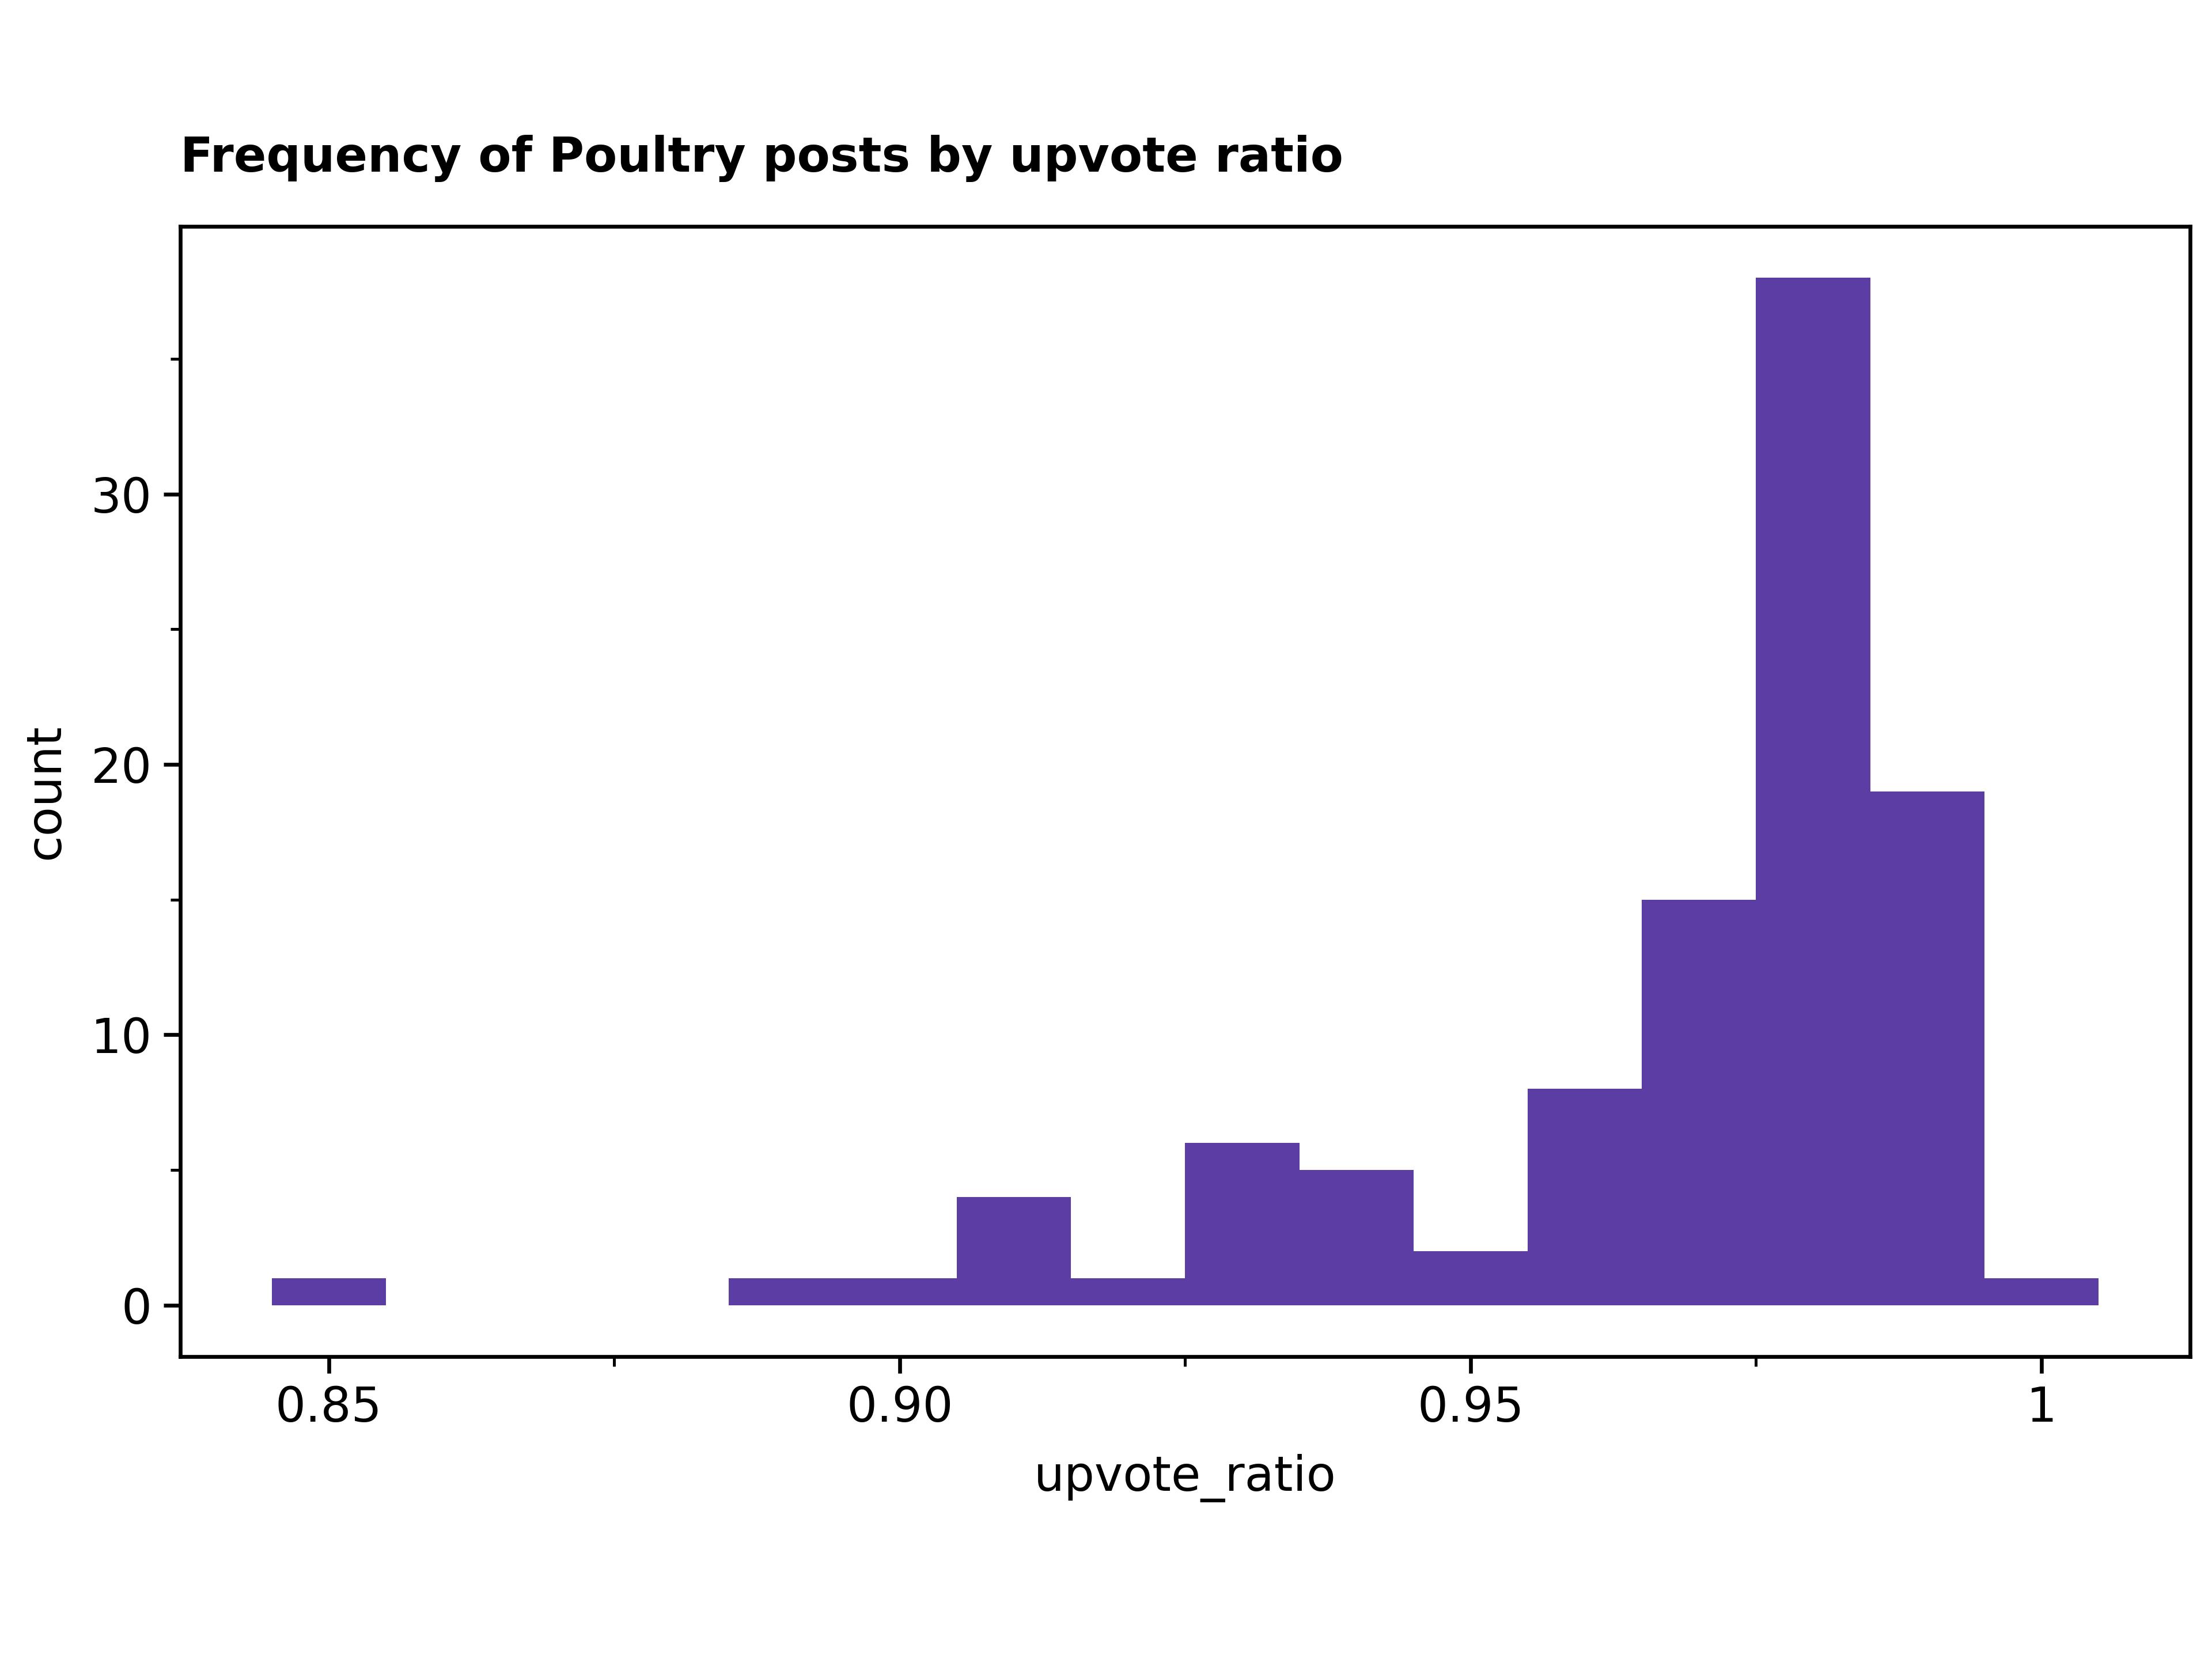 Frequency of Poultry posts by upvote ratio
count
30
20
10
0
0.85 0.90 0.95 1
upvote_ratio